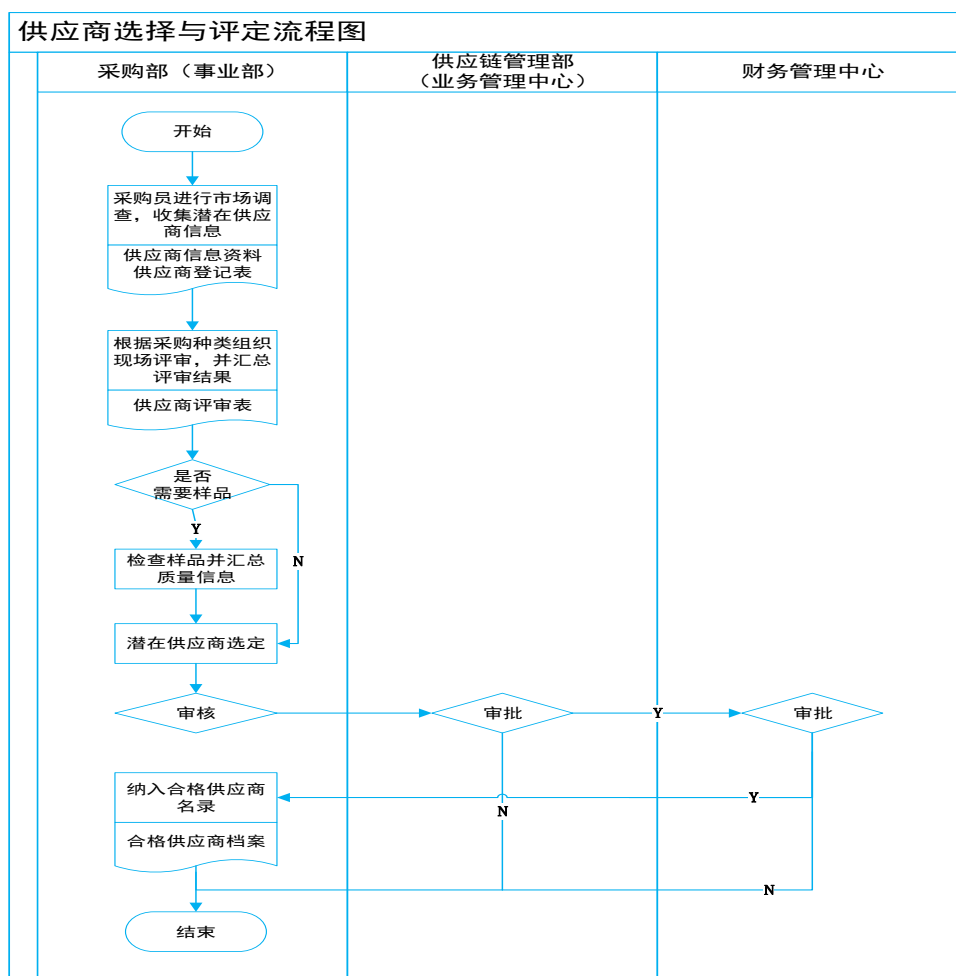 供应商选择与评定流程图
采购部（事业部）
供应链管理部
（业务管理中心）
财务管理中心
开始
采购员进行市场调
查，收集潜在供应
商信息
供应商信息资料
供应商登记表
根据采购种类组织
现场评审，并汇总
评审结果
供应商评审表
是否
需要样品
Y
N
检查样品并汇总
质量信息
潜在供应商选定
审核
审批
Y
审批
纳入合格供应商
名录
Y
N
合格供应商档案
N
结束